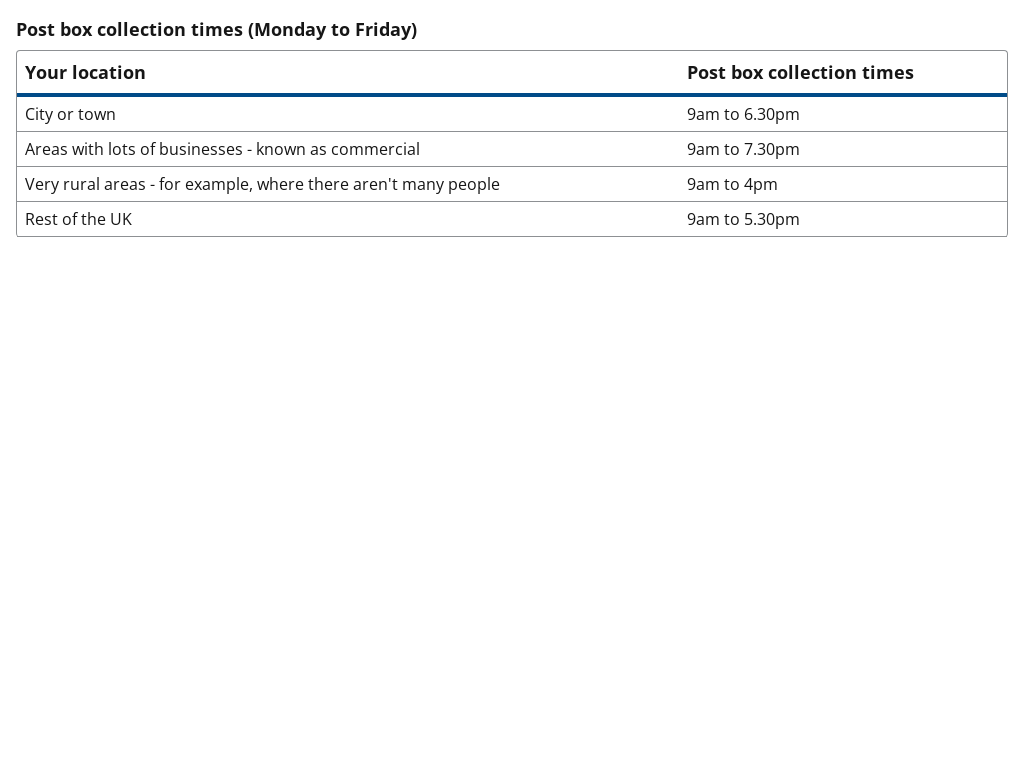 Post box collection times (Monday to Friday)
Your location Post box collection times
City or town 9am to 6.30pm
Areas with lots of businesses - known as commercial 9am to 7.30pm
Very rural areas - for example, where there aren't many people 9am to 4pm
Rest of the UK 9am to 5.30pm